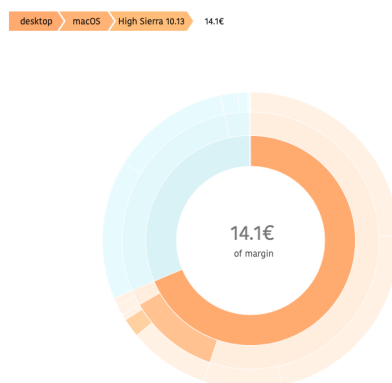 desktop macOS High Sierra 10.13 14.1€
14.1€
of margin